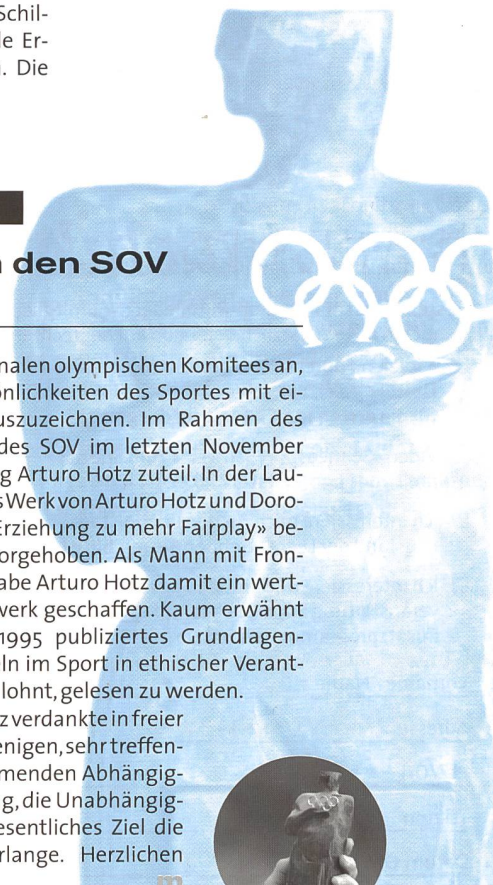 Schil-
le Er-
. Die
den SOV
nalen olympischen Komitees an,
önlichkeiten des Sportes mit ei-
uszuzeichnen. Im Rahmen des
des SOV im letzten November
g Arturo Hotz zuteil. In der Lau-
s Werk von Arturo Hotz und Doro-
Erziehung zu mehr Fairplay» be-
orgehoben. Als Mann mit Fron-
abe Arturo Hotz damit ein wert-
werk geschaffen. Kaum erwähnt
1995 publiziertes Grundlagen-
ln im Sport in ethischer Verant-
lohnt, gelesen zu werden.
z verdankte in freier
enigen, sehr treffen-
menden Abhängig-
g, die Unabhängig-
esentliches Ziel die
rlange. Herzlichen
m